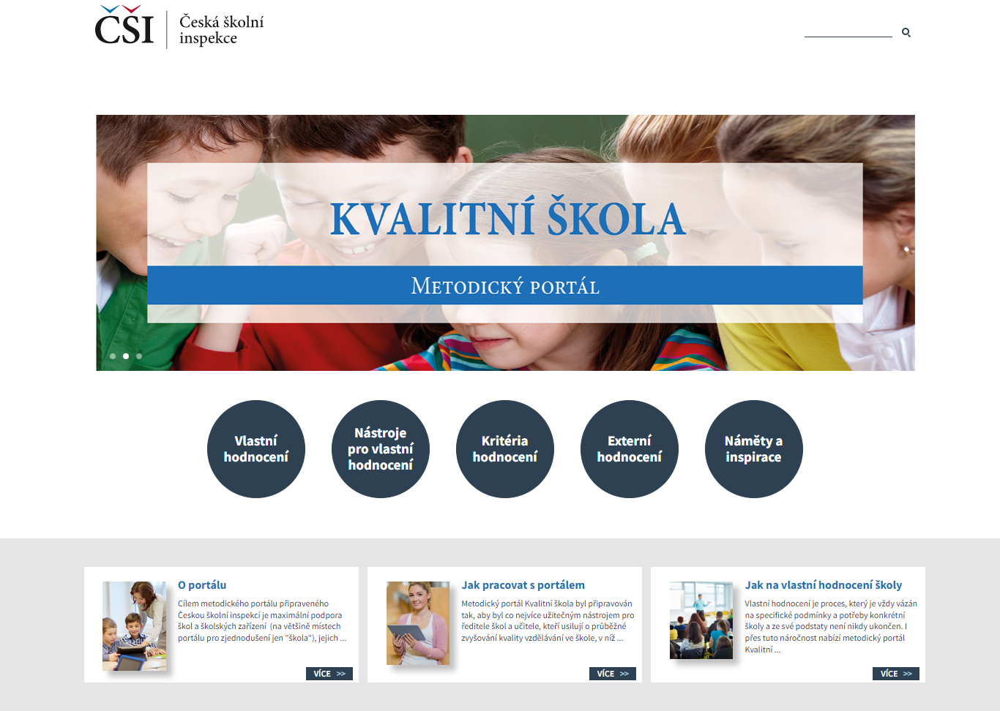 ČŠI
Česká školní
inspekce
KVALITNÍ ŠKOLA
METODICKÝ PORTÁL
Vlastní
hodnocení
Nástroje
pro vlastní
hodnocení
Kritéria
hodnocení
Externí
hodnocení
Náměty a
inspirace
O portálu
Cílem metodického portálu připraveného
Českou školní inspekcí je maximální podpora
škol a školských zařízení (na většině místech
portálu pro zjednodušení jen "škola"), jejich ...
VÍCE >>
Jak pracovat s portálem
Metodický portál Kvalitní škola byl připravován
tak, aby byl co nejvíce užitečným nástrojem pro
ředitele škol a učitele, kteří usilují o průběžné
zvyšování kvality vzdělávání ve škole, v níž ...
VÍCE >>
Jak na vlastní hodnocení školy
Vlastní hodnocení je proces, který je vždy vázán
na specifické podmínky a potřeby konkrétní
školy a ze své podstaty není nikdy ukončen. I
přes tuto náročnost nabízí metodický portál
Kvalitní ...
VÍCE >>